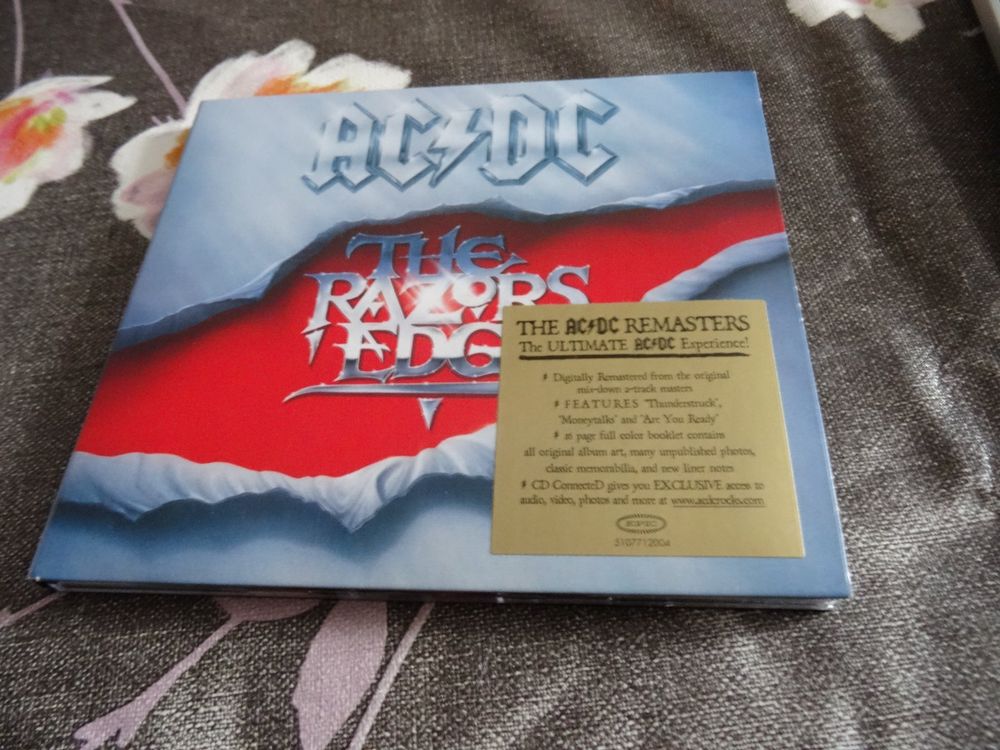 AC/DC
THE
RAZORS
EDG
THE AC/DC REMASTERS
The ULTIMATE AC/DC Experience!
Digitally Remastered from the original
mix-down 2-track masters
FEATURES "Thunderstruck",
"Moneytalks" and "Are You Ready"
16 page full color booklet contains
all original album art, many unpublished photos,
classic memorabilia, and new liner notes
CD ConnecteD gives you EXCLUSIVE access to
audio, video, photos and more at www.acdcrocks.com
EPIC
5107712004